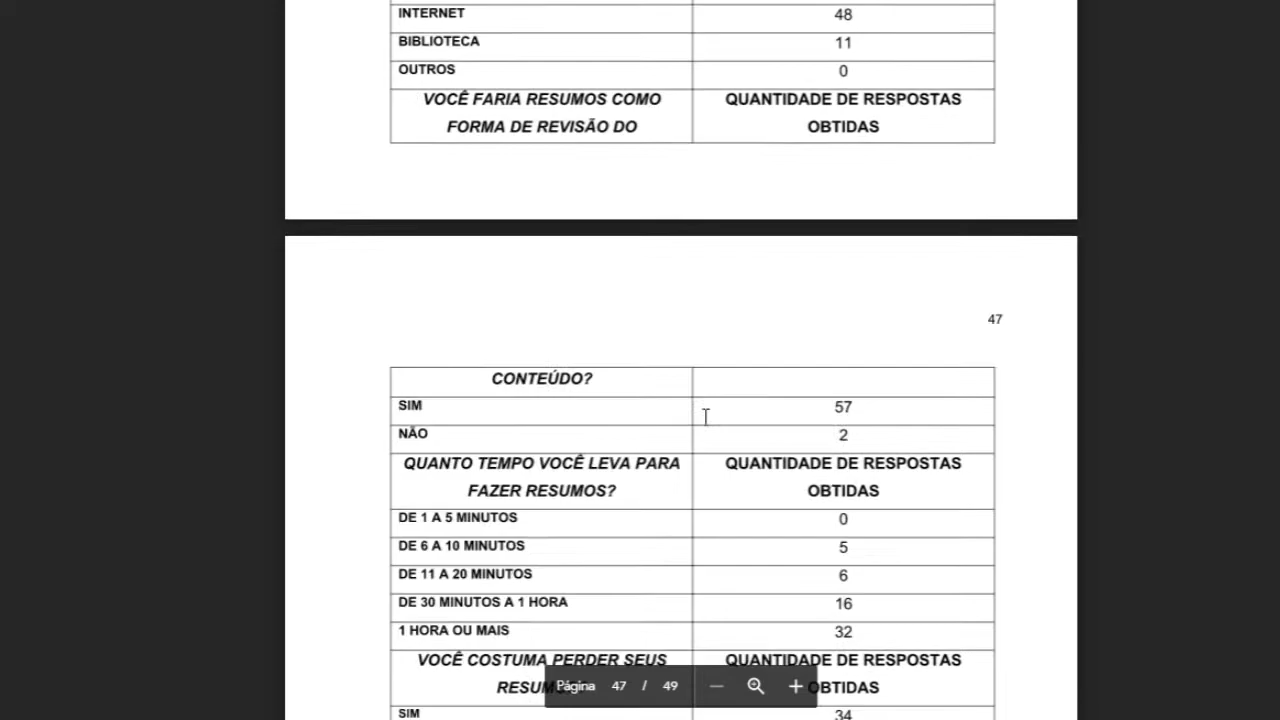 INTERNET 48
BIBLIOTECA 11
OUTROS 0
VOCÊ FARIA RESUMOS COMO QUANTIDADE DE RESPOSTAS
FORMA DE REVISÃO DO OBTIDAS
47
CONTEÚDO?
SIM 57
NÃO 2
QUANTO TEMPO VOCÊ LEVA PARA QUANTIDADE DE RESPOSTAS
FAZER RESUMOS? OBTIDAS
DE 1 A 5 MINUTOS 0
DE 6 A 10 MINUTOS 5
DE 11 A 20 MINUTOS 6
DE 30 MINUTOS A 1 HORA 16
1 HORA OU MAIS 32
VOCÊ COSTUMA PERDER SEUS QUANTIDADE DE RESPOSTAS
OBTIDAS
Página 47 / 49
SIM 34